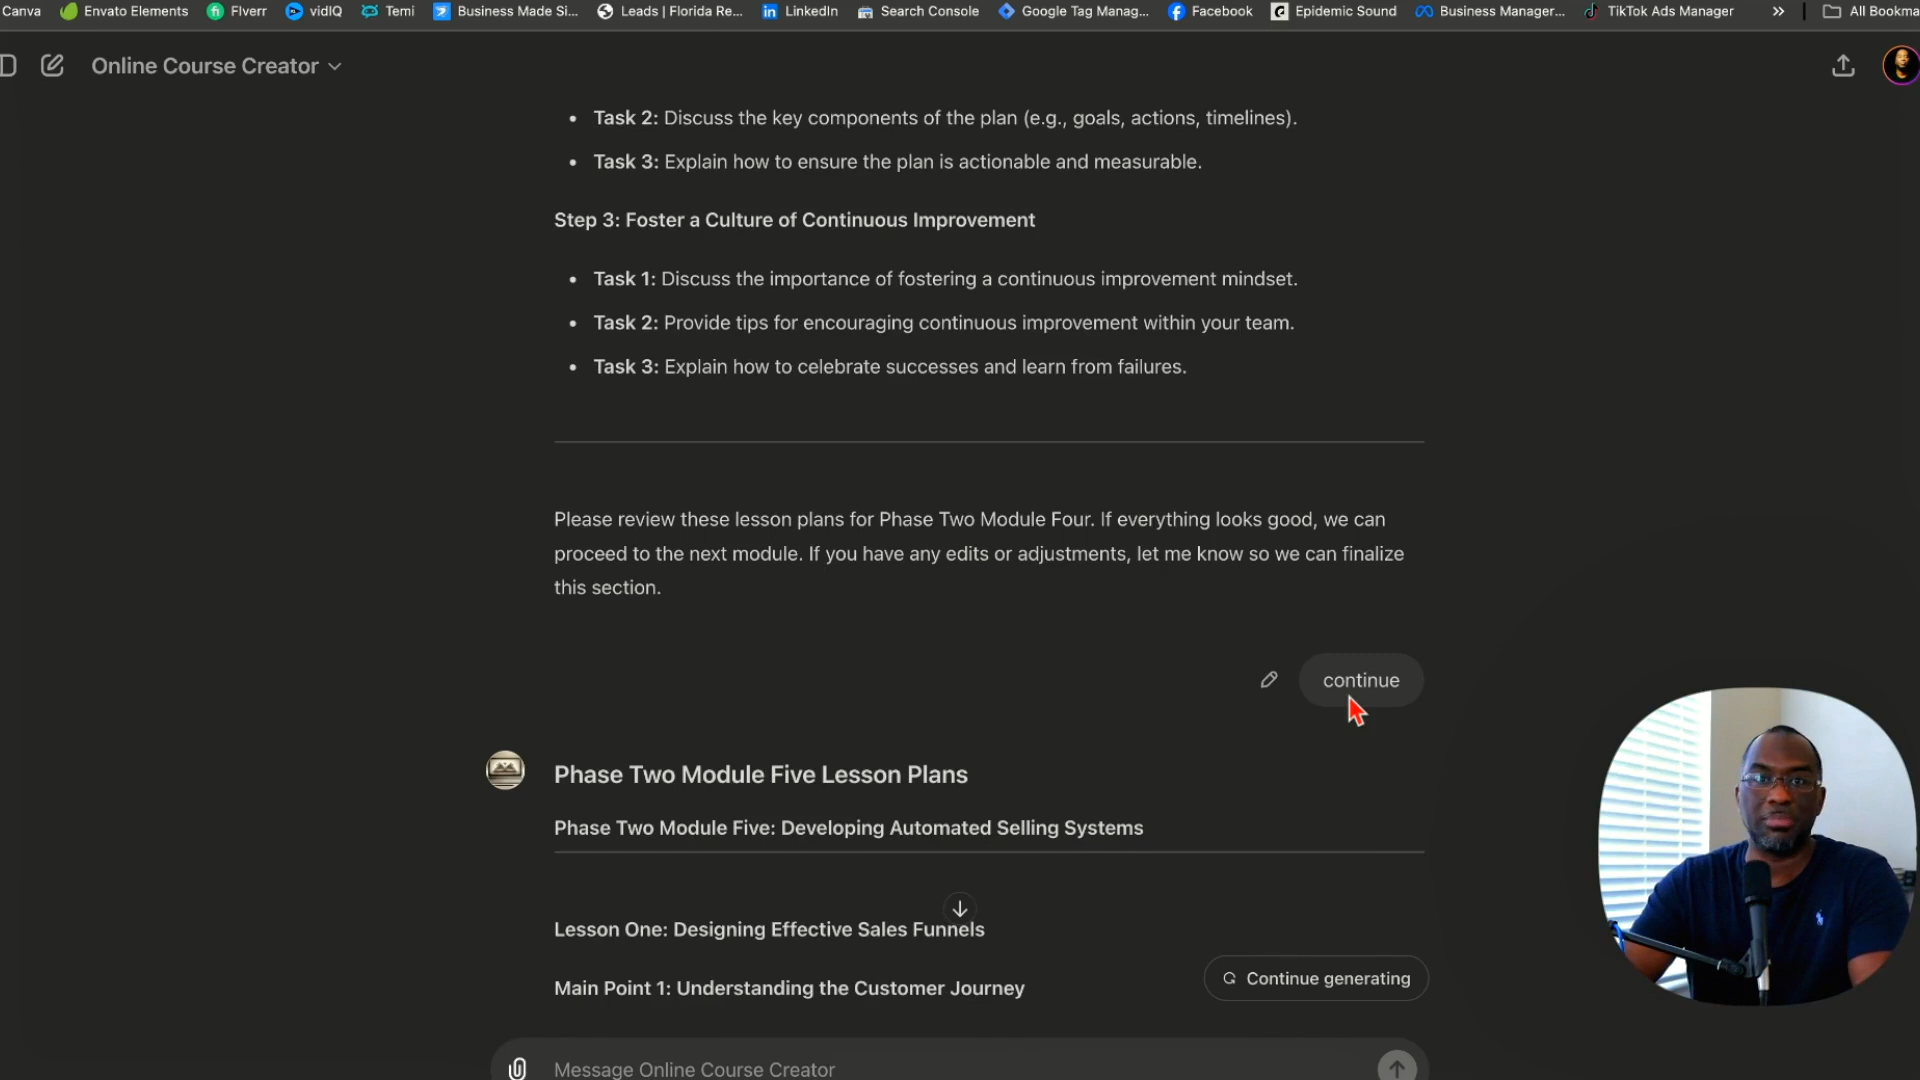 Canva Envato Elements FIverr vidIQ Temi Business Made Si... Leads | Florida Re... LinkedIn Search Console Google Tag Manag... Facebook Epidemic Sound Business Manager... TikTok Ads Manager All Bookma
Online Course Creator
• Task 2: Discuss the key components of the plan (e.g., goals, actions, timelines).
• Task 3: Explain how to ensure the plan is actionable and measurable.
Step 3: Foster a Culture of Continuous Improvement
• Task 1: Discuss the importance of fostering a continuous improvement mindset.
• Task 2: Provide tips for encouraging continuous improvement within your team.
• Task 3: Explain how to celebrate successes and learn from failures.
Please review these lesson plans for Phase Two Module Four. If everything looks good, we can
proceed to the next module. If you have any edits or adjustments, let me know so we can finalize
this section.
continue
Phase Two Module Five Lesson Plans
Phase Two Module Five: Developing Automated Selling Systems
Lesson One: Designing Effective Sales Funnels
Main Point 1: Understanding the Customer Journey
Continue generating
Message Online Course Creator